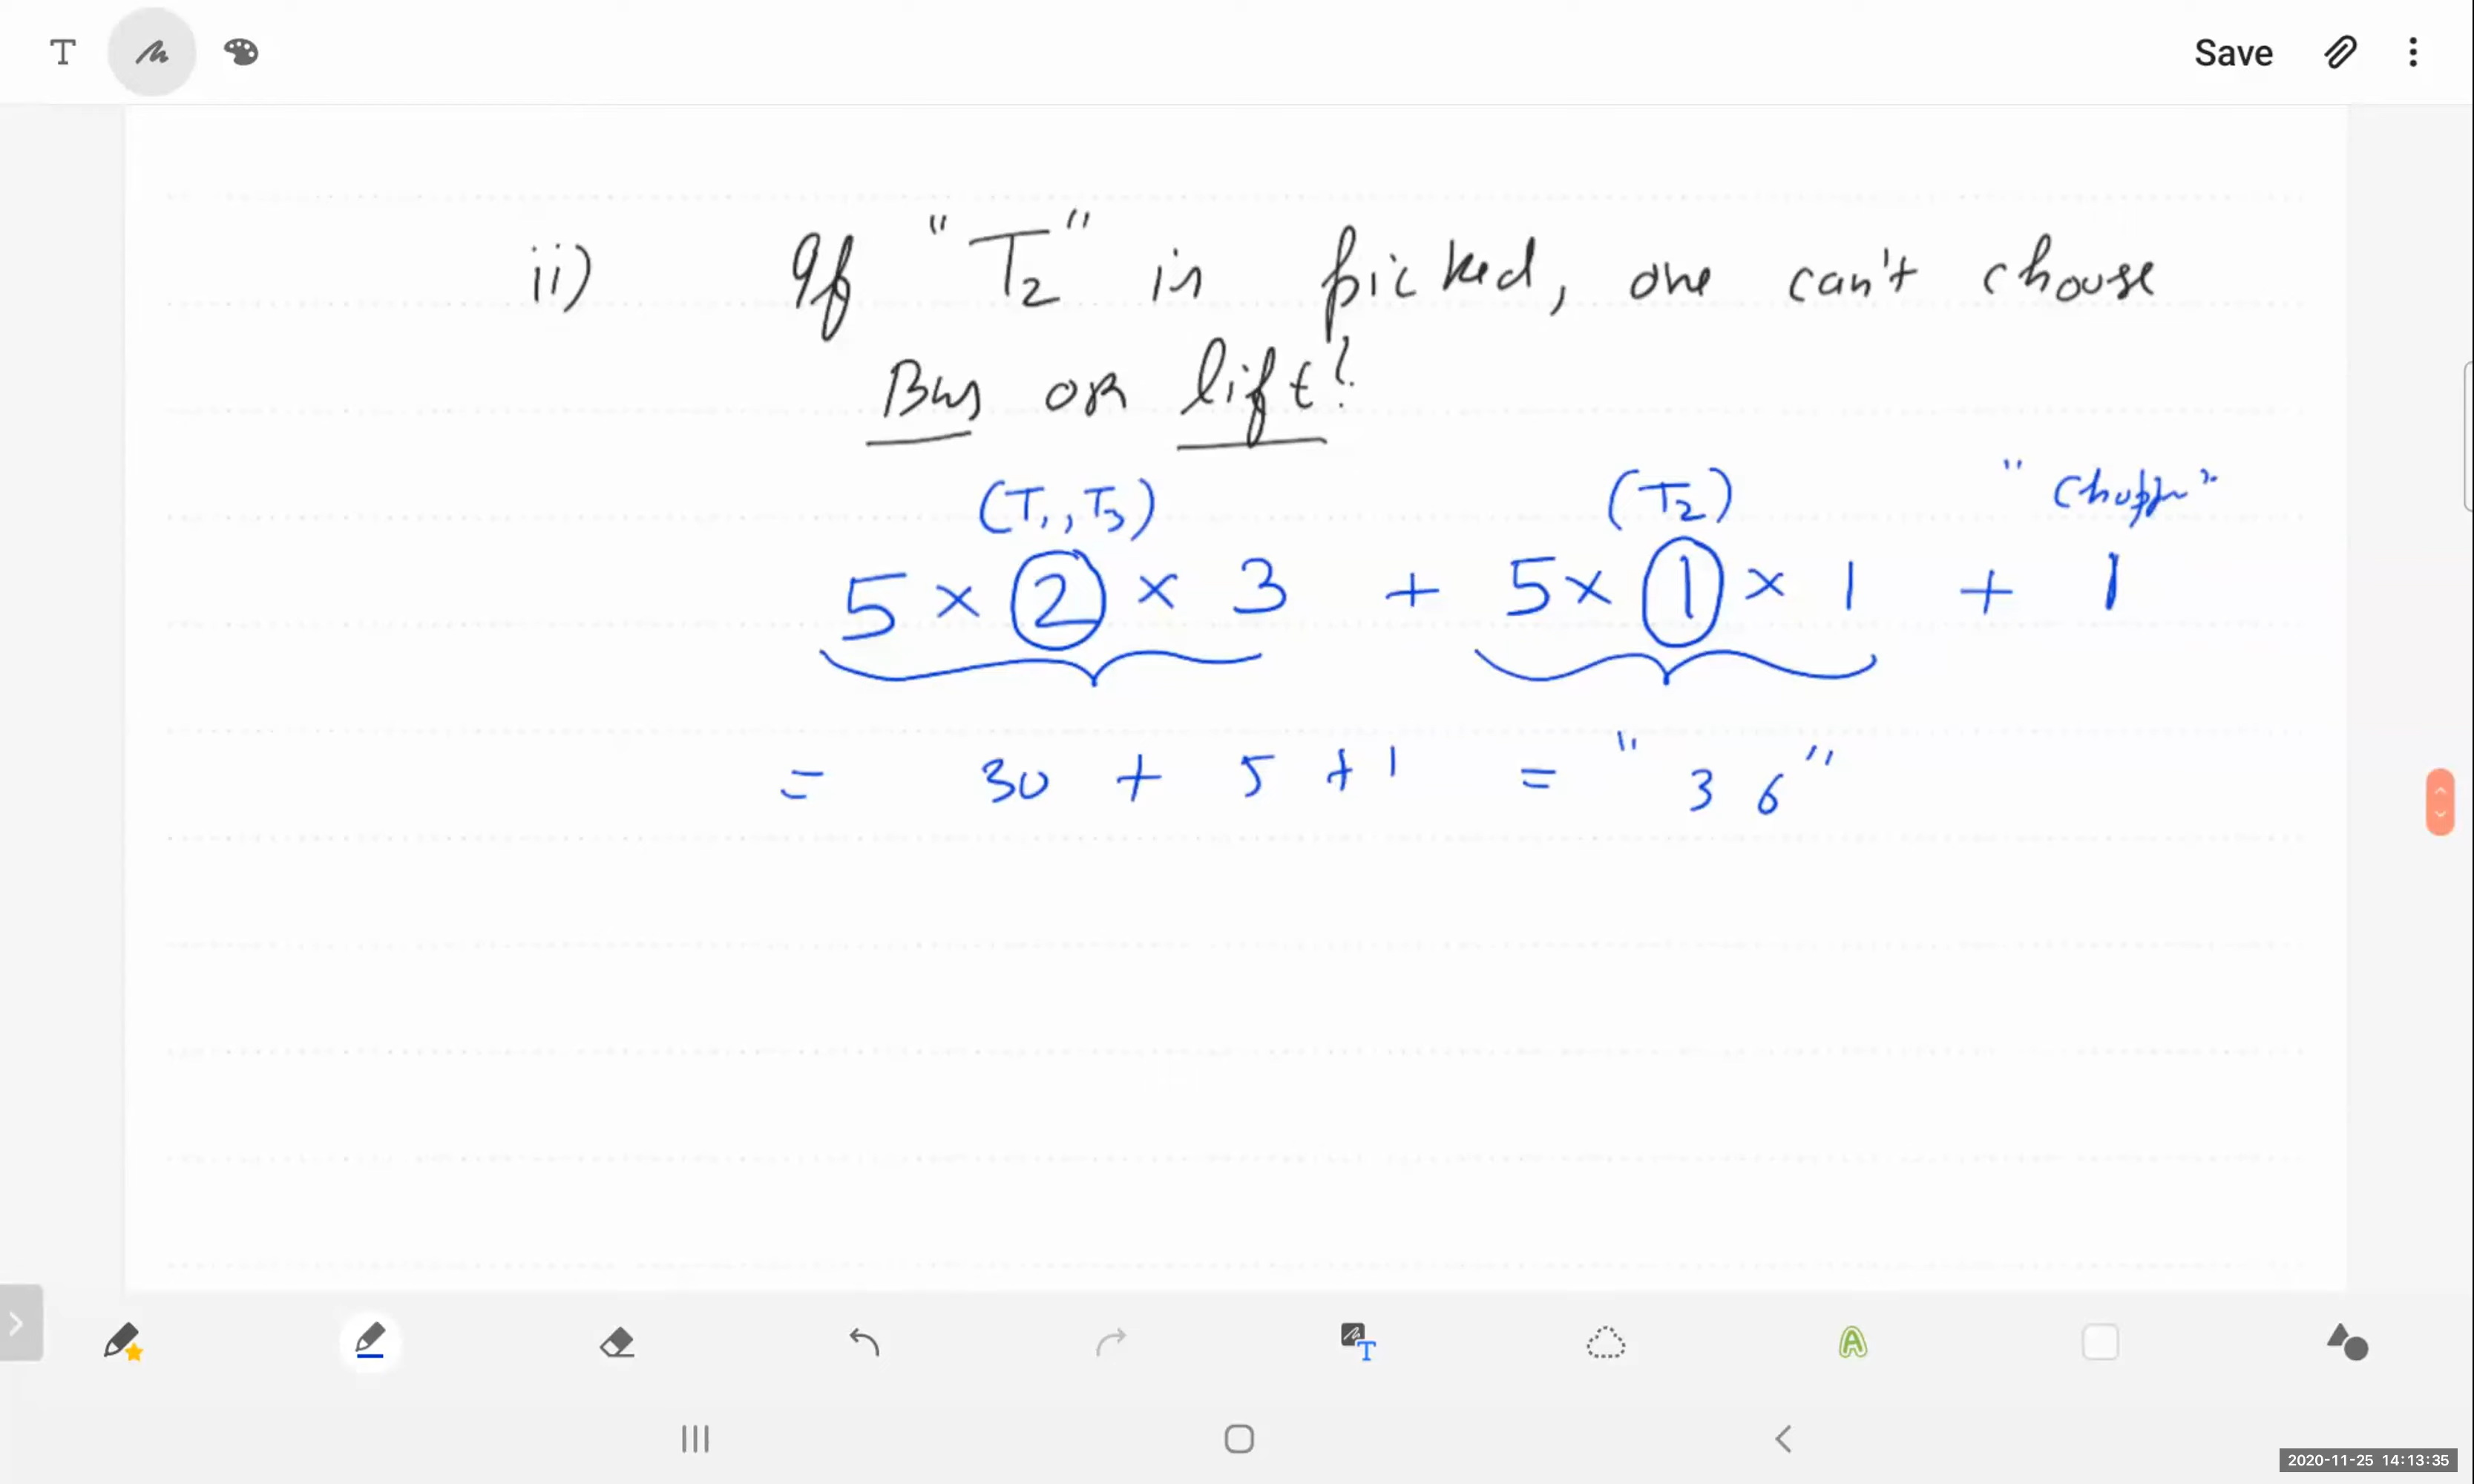 T Save
ii) If "T₂" is picked, one can't choose
Bus or lift?
(T₁, T₃) (T₂) "Chopper"
5 × 2 × 3 + 5 × 1 × 1 + 1
= 30 + 5 + 1 = "36"
T A
2020-11-25 14:13:35